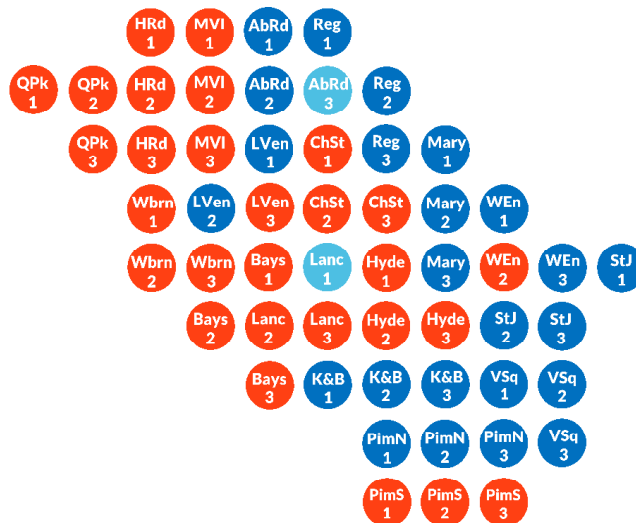 HRd 1 MVl 1 AbRd 1 Reg 1
QPk 1 QPk 2 HRd 2 MVl 2 AbRd 2 AbRd 3 Reg 2
QPk 3 HRd 3 MVl 3 LVen 1 ChSt 1 Reg 3 Mary 1
Wbrn 1 LVen 2 LVen 3 ChSt 2 ChSt 3 Mary 2 WEn 1
Wbrn 2 Wbrn 3 Bays 1 Lanc 1 Hyde 1 Mary 3 WEn 2 WEn 3 StJ 1
Bays 2 Lanc 2 Lanc 3 Hyde 2 Hyde 3 StJ 2 StJ 3
Bays 3 K&B 1 K&B 2 K&B 3 VSq 1 VSq 2
PimN 1 PimN 2 PimN 3 VSq 3
PimS 1 PimS 2 PimS 3